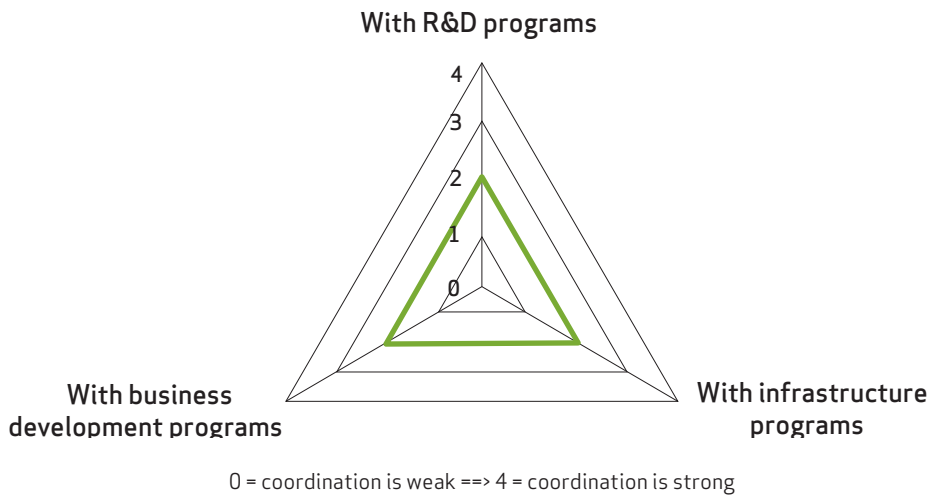 With R&D programs
4
3
2
1
0
With business
development programs
With infrastructure
programs
0 = coordination is weak ==> 4 = coordination is strong